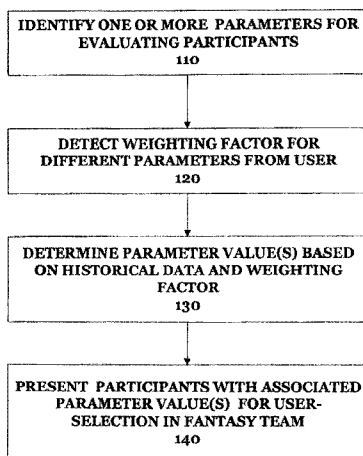 IDENTIFY ONE OR MORE PARAMETERS FOR
EVALUATING PARTICIPANTS
110
DETECT WEIGHTING FACTOR FOR
DIFFERENT PARAMETERS FROM USER
120
DETERMINE PARAMETER VALUE(S) BASED
ON HISTORICAL DATA AND WEIGHTING
FACTOR
130
PRESENT PARTICIPANTS WITH ASSOCIATED
PARAMETER VALUE(S) FOR USER-
SELECTION IN FANTASY TEAM
140